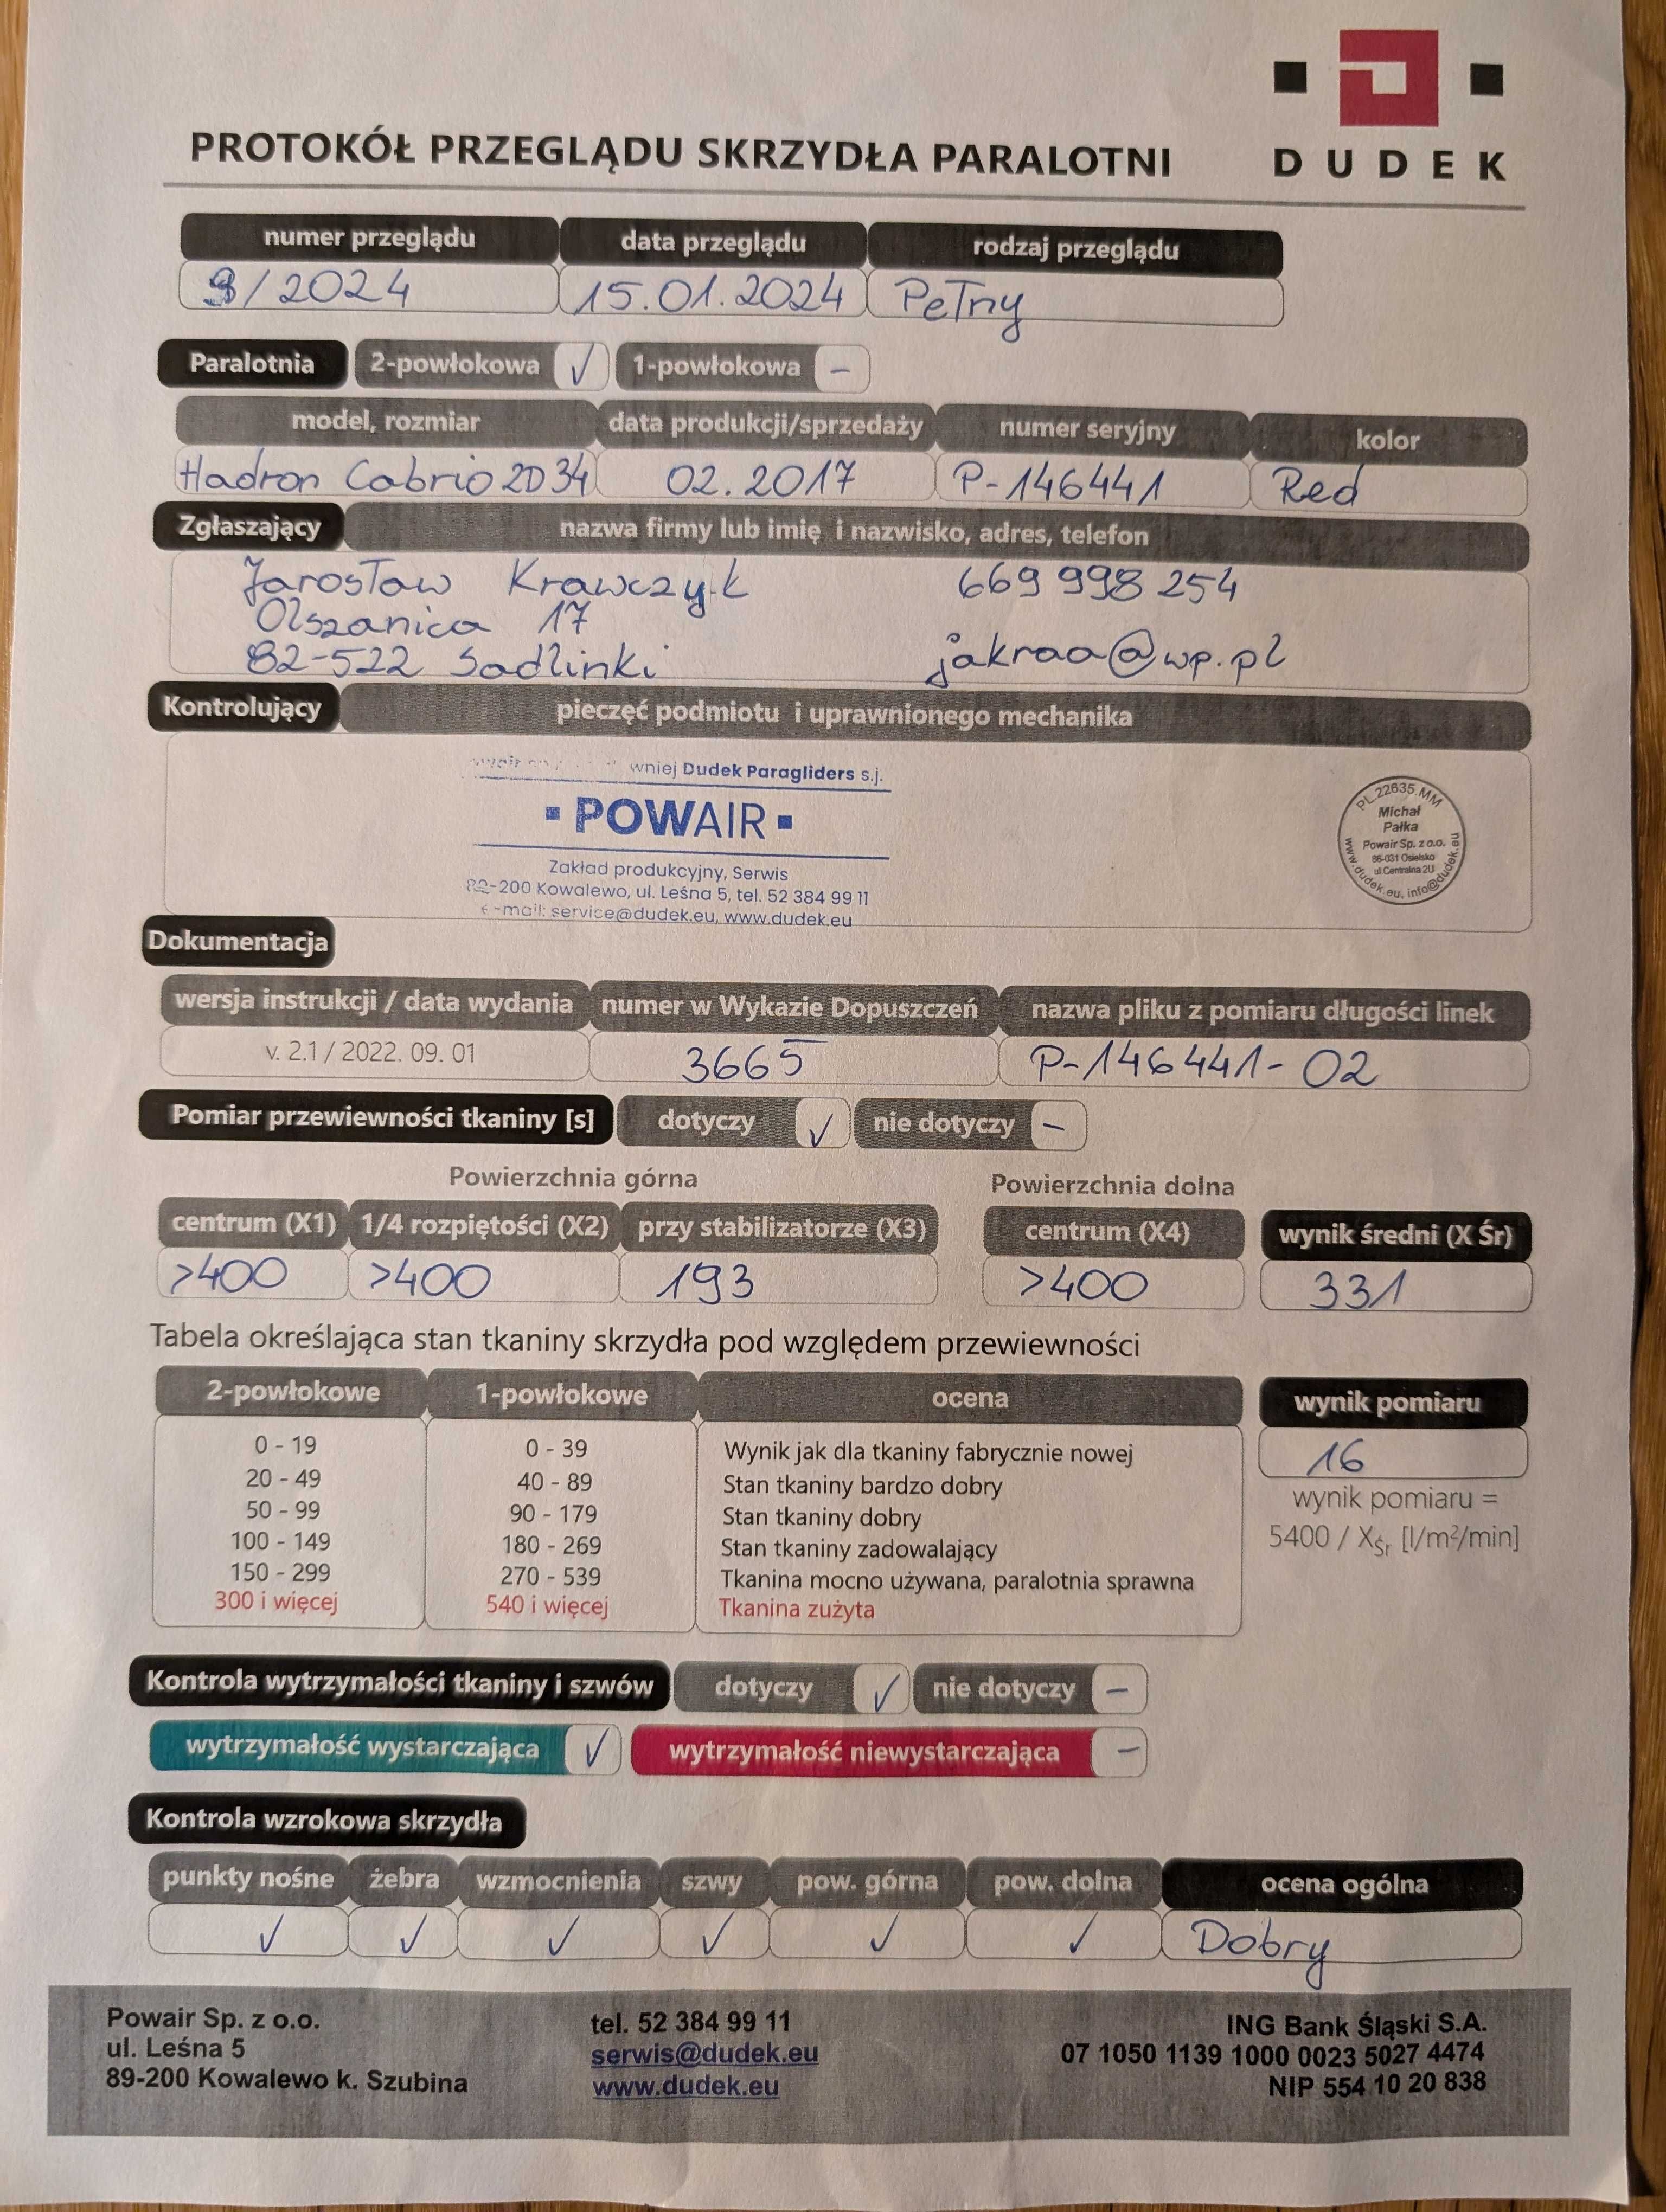 DUDEK
PROTOKÓŁ PRZEGLĄDU SKRZYDŁA PARALOTNI
numer przeglądu data przeglądu rodzaj przeglądu
9/2024 15.01.2024 Pełny
Paralotnia 2-powłokowa ✓ 1-powłokowa –
model, rozmiar data produkcji/sprzedaży numer seryjny kolor
Hadron Cabrio 2D 34 02.2017 P-146441 Red
Zgłaszający nazwa firmy lub imię i nazwisko, adres, telefon
Jarosław Krawczyk 669 998 254
Olszanica 17
82-522 Sadlinki jakraa@wp.pl
Kontrolujący pieczęć podmiotu i uprawnionego mechanika
wniej Dudek Paragliders s.j.
POWAIR
Zakład produkcyjny, Serwis
89-200 Kowalewo, ul. Leśna 5, tel. 52 384 99 11
e-mail: service@dudek.eu, www.dudek.eu
PL.22635.MM
Michał
Pałka
Powair Sp. z o.o.
86-031 Osielsko
ul Centralna 2U
www.dudek.eu, info@dudek.eu
Dokumentacja
wersja instrukcji / data wydania numer w Wykazie Dopuszczeń nazwa pliku z pomiaru długości linek
v. 2.1 / 2022. 09. 01 3665 P-146441-02
Pomiar przewiewności tkaniny [s] dotyczy ✓ nie dotyczy –
Powierzchnia górna Powierzchnia dolna
centrum (X1) 1/4 rozpiętości (X2) przy stabilizatorze (X3) centrum (X4) wynik średni (X Śr)
>400 >400 193 >400 331
Tabela określająca stan tkaniny skrzydła pod względem przewiewności
2-powłokowe 1-powłokowe ocena wynik pomiaru
0 - 19 0 - 39 Wynik jak dla tkaniny fabrycznie nowej 16
20 - 49 40 - 89 Stan tkaniny bardzo dobry wynik pomiaru =
50 - 99 90 - 179 Stan tkaniny dobry 5400 / XŚr [l/m²/min]
100 - 149 180 - 269 Stan tkaniny zadowalający
150 - 299 270 - 539 Tkanina mocno używana, paralotnia sprawna
300 i więcej 540 i więcej Tkanina zużyta
Kontrola wytrzymałości tkaniny i szwów dotyczy ✓ nie dotyczy –
wytrzymałość wystarczająca ✓ wytrzymałość niewystarczająca –
Kontrola wzrokowa skrzydła
punkty nośne żebra wzmocnienia szwy pow. górna pow. dolna ocena ogólna
✓ ✓ ✓ ✓ ✓ ✓ Dobry
Powair Sp. z o.o. tel. 52 384 99 11 ING Bank Śląski S.A.
ul. Leśna 5 serwis@dudek.eu 07 1050 1139 1000 0023 5027 4474
89-200 Kowalewo k. Szubina www.dudek.eu NIP 554 10 20 838